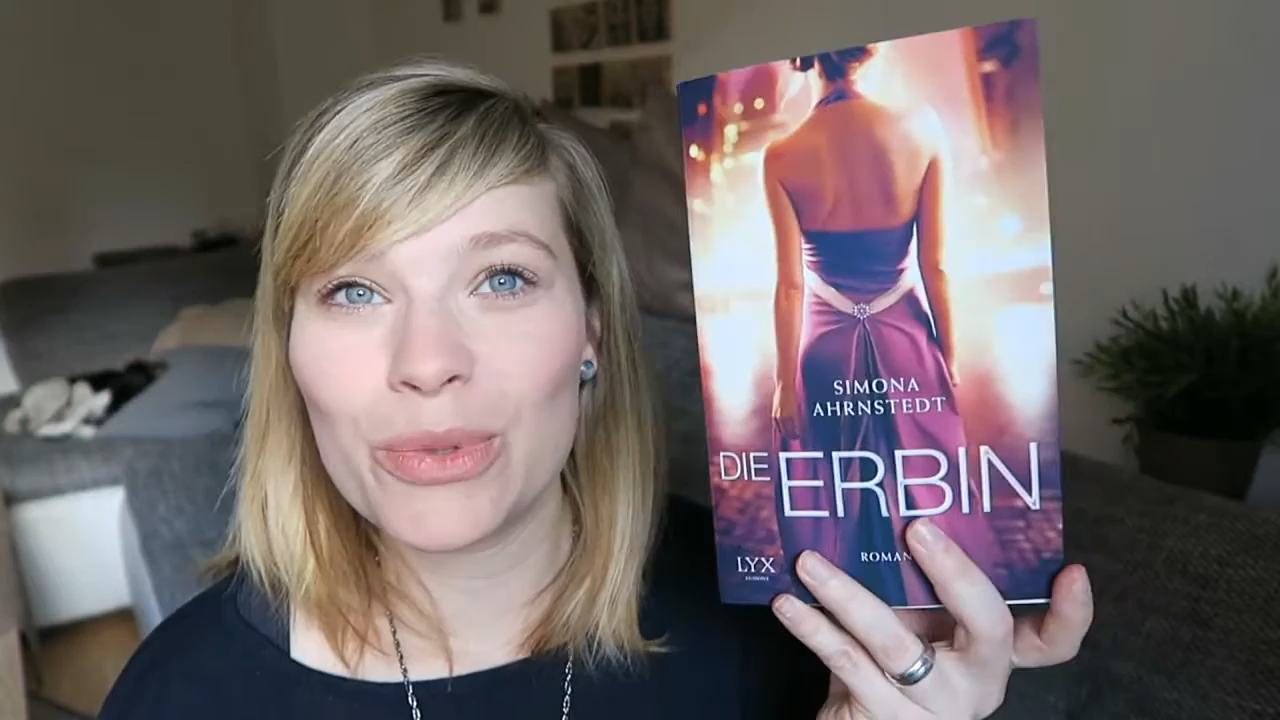 SIMONA
AHRNSTEDT
DIE ERBIN
ROMAN
LYX